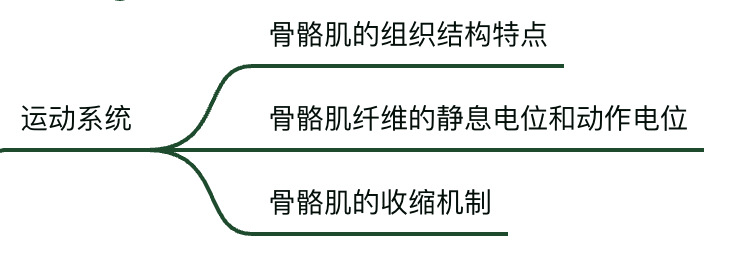 骨骼肌的组织结构特点
运动系统
骨骼肌纤维的静息电位和动作电位
骨骼肌的收缩机制